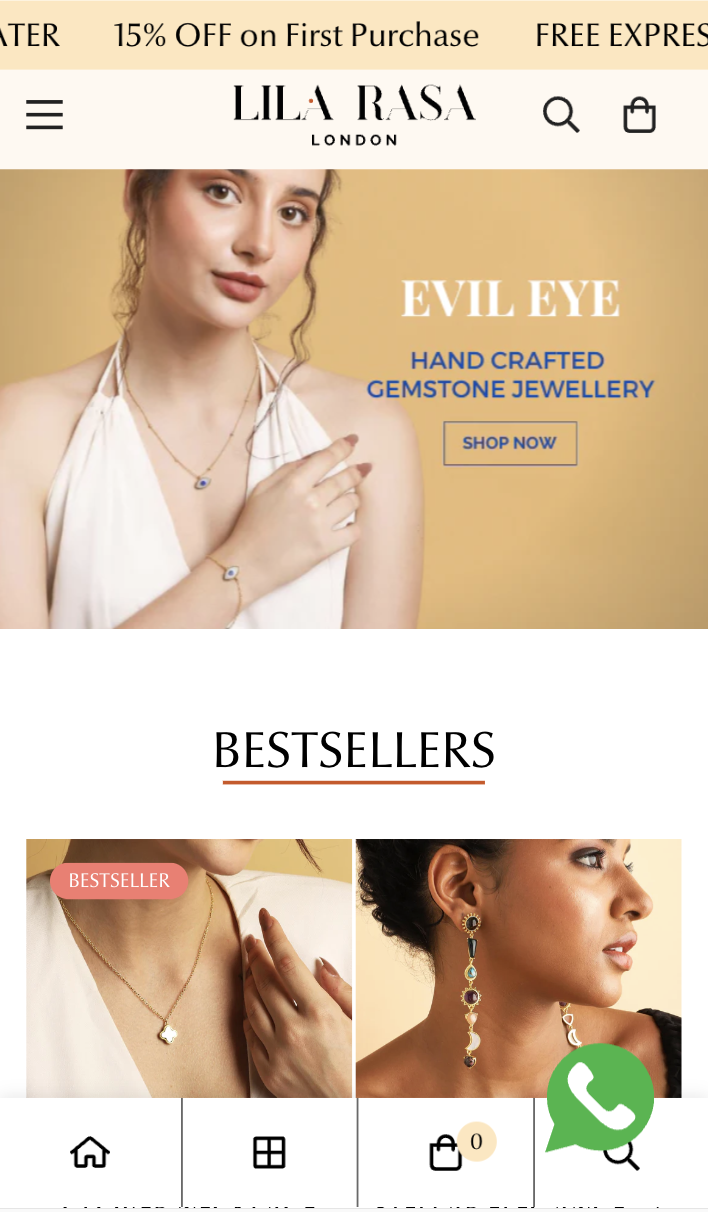 ATER 15% OFF on First Purchase FREE EXPRES
LILA RASA
LONDON
EVIL EYE
HAND CRAFTED
GEMSTONE JEWELLERY
SHOP NOW
BESTSELLERS
BESTSELLER
0